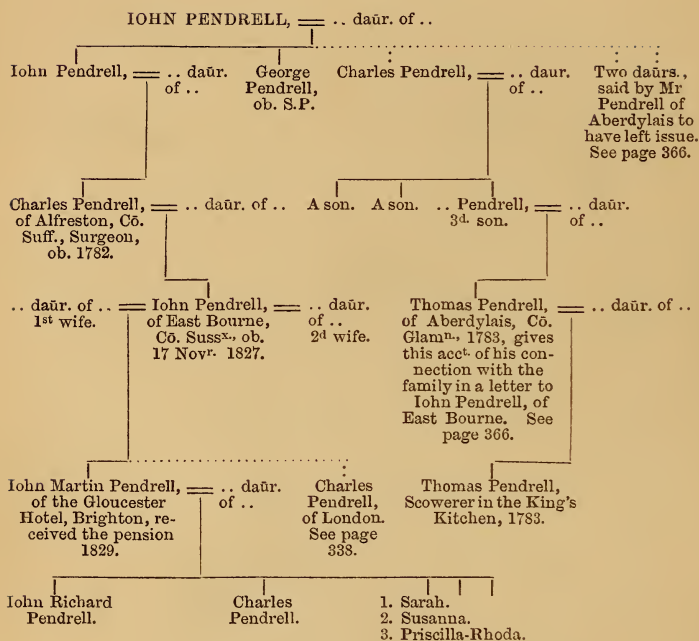 IOHN PENDRELL, == .. daūr. of ..
Iohn Pendrell, == .. daūr.
of ..
George
Pendrell,
ob. S.P.
Charles Pendrell, == .. daur.
of ..
Two daūrs.,
said by Mr
Pendrell of
Aberdylais to
have left issue.
See page 366.
Charles Pendrell, == .. daūr. of ..
of Alfreston, Cō.
Suff., Surgeon,
ob. 1782.
A son.
A son.
.. Pendrell, == .. daūr.
3d. son. of ..
.. daūr. of .. == Iohn Pendrell, == .. daūr.
1st wife.
of East Bourne,
Cō. Sussx., ob.
17 Novr. 1827.
of ..
2d wife.
Thomas Pendrell, == .. daūr. of ..
of Aberdylais, Cō.
Glamn., 1783, gives
this acct. of his con-
nection with the
family in a letter to
Iohn Pendrell, of
East Bourne. See
page 366.
Iohn Martin Pendrell, == .. daūr.
of the Gloucester of ..
Hotel, Brighton, re-
ceived the pension
1829.
Charles
Pendrell,
of London.
See page
338.
Thomas Pendrell,
Scowerer in the King's
Kitchen, 1783.
Iohn Richard
Pendrell.
Charles
Pendrell.
1. Sarah.
2. Susanna.
3. Priscilla-Rhoda.